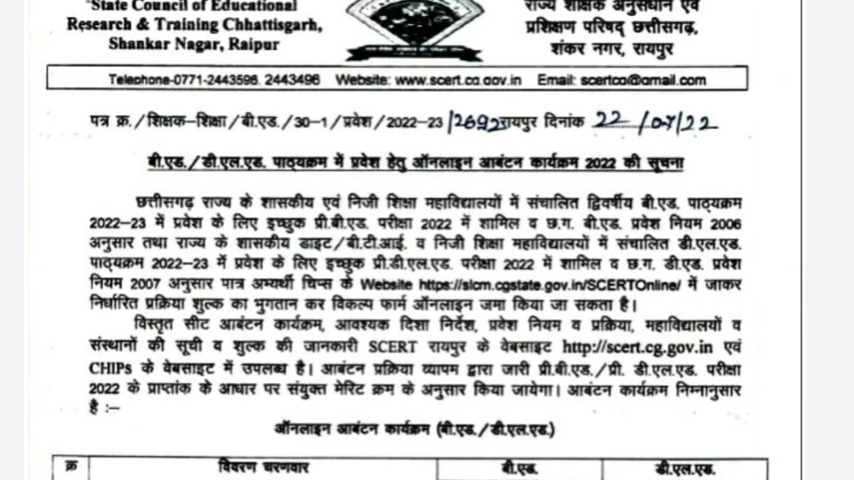 State Council of Educational
Research & Training Chhattisgarh,
Shankar Nagar, Raipur
राज्य शैक्षिक अनुसंधान एवं
प्रशिक्षण परिषद् छत्तीसगढ़,
शंकर नगर, रायपुर
Telephone-0771-2443596, 2443496 Website: www.scert.cg.gov.in Email: scertcg@gmail.com
पत्र क्र./शिक्षक-शिक्षा/बी.एड./30-1/प्रवेश/2022-23/2692 रायपुर दिनांक 22/07/22
बी.एड./डी.एल.एड. पाठ्यक्रम में प्रवेश हेतु ऑनलाइन आबंटन कार्यक्रम 2022 की सूचना
छत्तीसगढ़ राज्य के शासकीय एवं निजी शिक्षा महाविद्यालयों में संचालित द्विवर्षीय बी.एड. पाठ्यक्रम
2022-23 में प्रवेश के लिए इच्छुक प्री.बी.एड. परीक्षा 2022 में शामिल व छ.ग. बी.एड. प्रवेश नियम 2006
अनुसार तथा राज्य के शासकीय डाइट/बी.टी.आई. व निजी शिक्षा महाविद्यालयों में संचालित डी.एल.एड.
पाठ्यक्रम 2022-23 में प्रवेश के लिए इच्छुक प्री.डी.एल.एड. परीक्षा 2022 में शामिल व छ.ग. डी.एड. प्रवेश
नियम 2007 अनुसार पात्र अभ्यर्थी चिप्स के Website https://slcm.cgstate.gov.in/SCERTOnline/ में जाकर
निर्धारित प्रक्रिया शुल्क का भुगतान कर विकल्प फार्म ऑनलाइन जमा किया जा सकता है।
विस्तृत सीट आबंटन कार्यक्रम, आवश्यक दिशा निर्देश, प्रवेश नियम व प्रक्रिया, महाविद्यालयों व
संस्थानों की सूची व शुल्क की जानकारी SCERT रायपुर के वेबसाइट http://scert.cg.gov.in एवं
CHIPs के वेबसाइट में उपलब्ध है। आबंटन प्रक्रिया व्यापम द्वारा जारी प्री.बी.एड./प्री. डी.एल.एड. परीक्षा
2022 के प्राप्तांक के आधार पर संयुक्त मेरिट क्रम के अनुसार किया जायेगा। आबंटन कार्यक्रम निम्नानुसार
है :–
ऑनलाइन आबंटन कार्यक्रम (बी.एड./डी.एल.एड.)
क्र विवरण चरणवार बी.एड. डी.एल.एड.